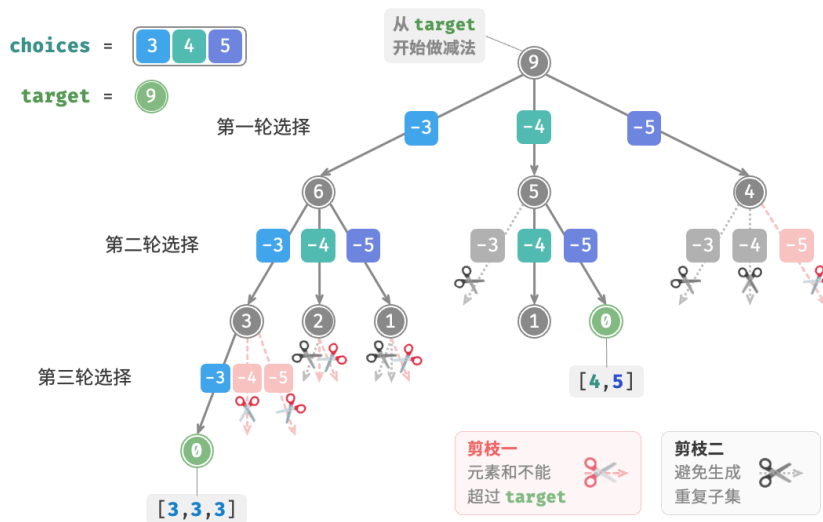 choices = 3 4 5
target = 9
从 target
开始做减法
9
第一轮选择
-3 -4 -5
6 5 4
第二轮选择
-3 -4 -5 -3 -4 -5 -3 -4 -5
3 2 1 1 0
第三轮选择
-3 -4 -5
[4,5]
0
[3,3,3]
剪枝一
元素和不能
超过 target
剪枝二
避免生成
重复子集